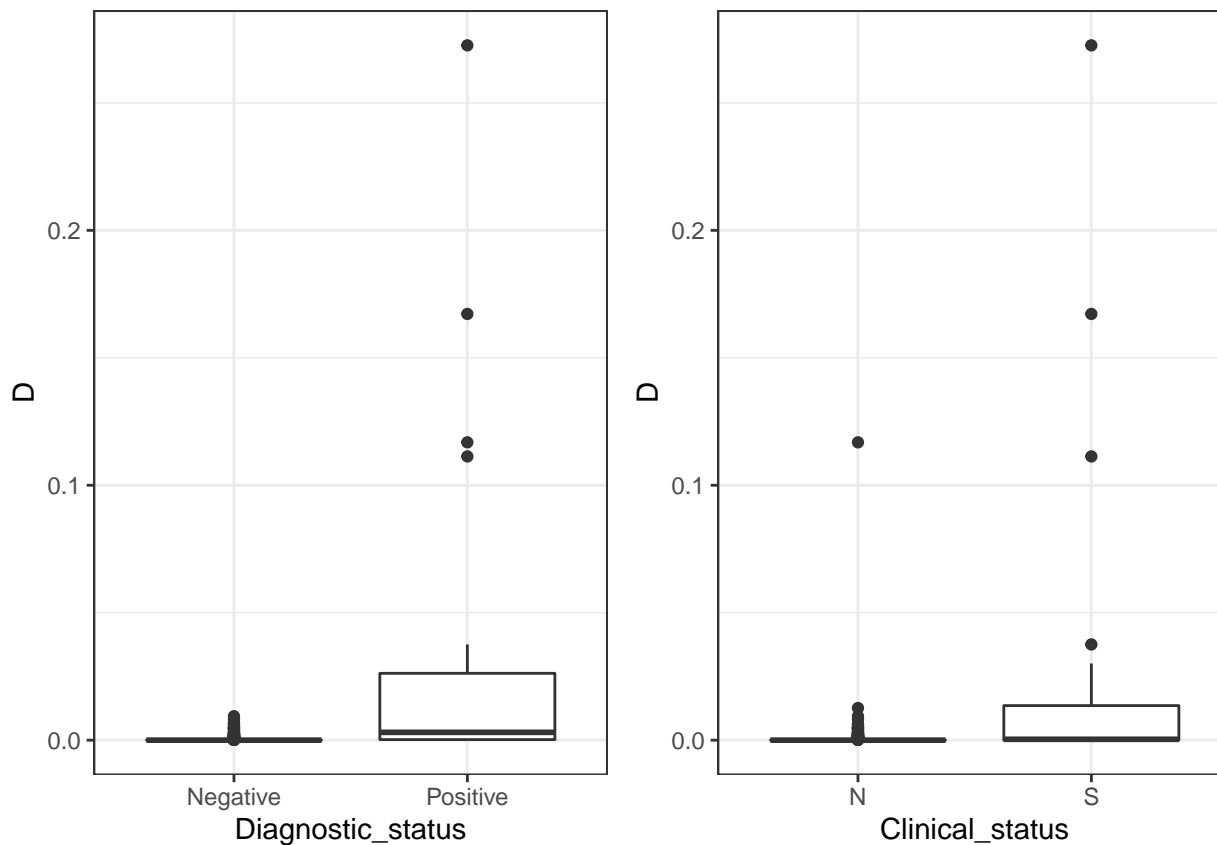 D
0.2
0.1
0.0
Negative Positive
Diagnostic_status
D
0.2
0.1
0.0
N S
Clinical_status